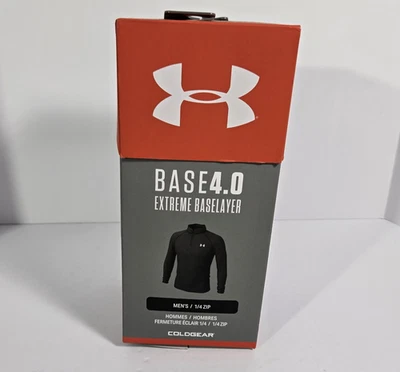 BASE4.0
EXTREME BASELAYER
MEN'S / 1/4 ZIP
HOMMES / HOMBRES
FERMETURE ÉCLAIR 1/4 / 1/4 ZIP
COLDGEAR